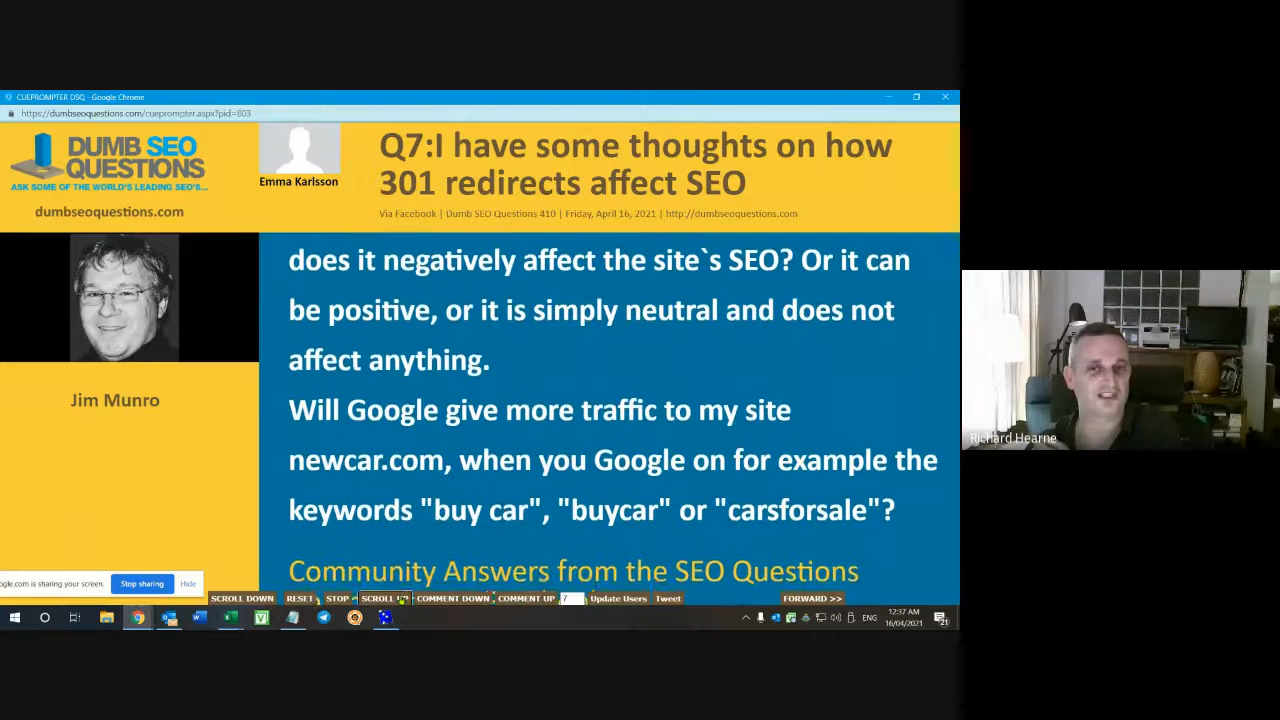 CUEPROMPTER DSQ - Google Chrome
https://dumbseoquestions.com/cueprompter.aspx?pid=803
DUMB SEO
QUESTIONS
ASK SOME OF THE WORLD'S LEADING SEO'S...
dumbseoquestions.com
Emma Karlsson
Q7:I have some thoughts on how
301 redirects affect SEO
Via Facebook | Dumb SEO Questions 410 | Friday, April 16, 2021 | http://dumbseoquestions.com
Jim Munro
does it negatively affect the site`s SEO? Or it can
be positive, or it is simply neutral and does not
affect anything.
Will Google give more traffic to my site
newcar.com, when you Google on for example the
keywords "buy car", "buycar" or "carsforsale"?
Community Answers from the SEO Questions
Richard Hearne
ogle.com is sharing your screen. Stop sharing Hide
SCROLL DOWN RESET STOP SCROLL UP COMMENT DOWN COMMENT UP 7 Update Users Tweet FORWARD >>
ENG 12:37 AM
16/04/2021 21